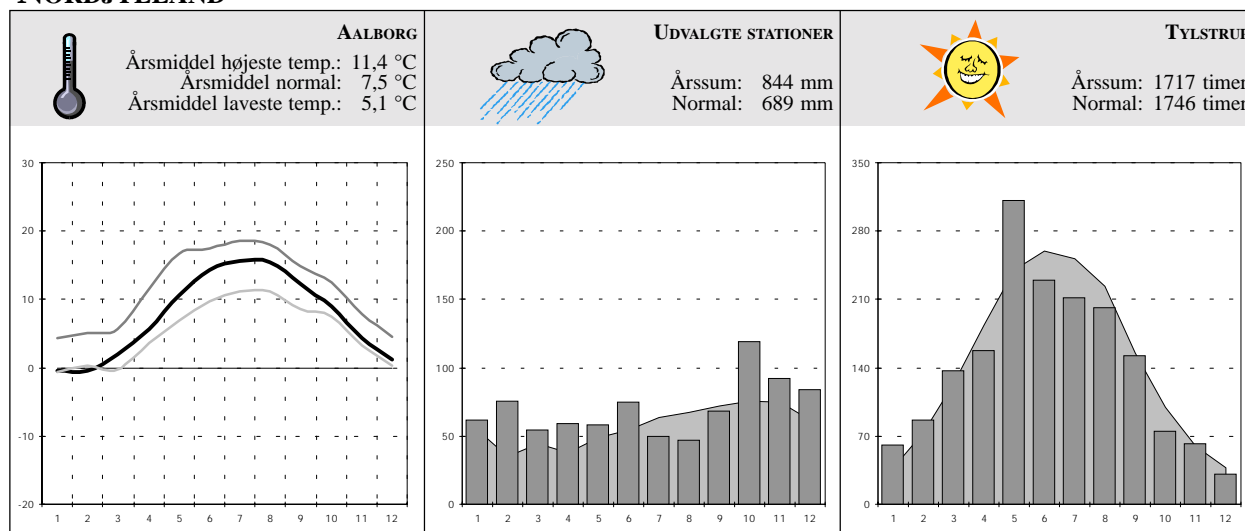 NORDJYLLAND
AALBORG
Årsmiddel højeste temp.: 11,4 °C
Årsmiddel normal: 7,5 °C
Årsmiddel laveste temp.: 5,1 °C
UDVALGTE STATIONER
Årssum: 844 mm
Normal: 689 mm
TYLSTRUP
Årssum: 1717 timer
Normal: 1746 timer
30
20
10
0
-10
-20
1 2 3 4 5 6 7 8 9 10 11 12
250
200
150
100
50
0
1 2 3 4 5 6 7 8 9 10 11 12
350
280
210
140
70
0
1 2 3 4 5 6 7 8 9 10 11 12